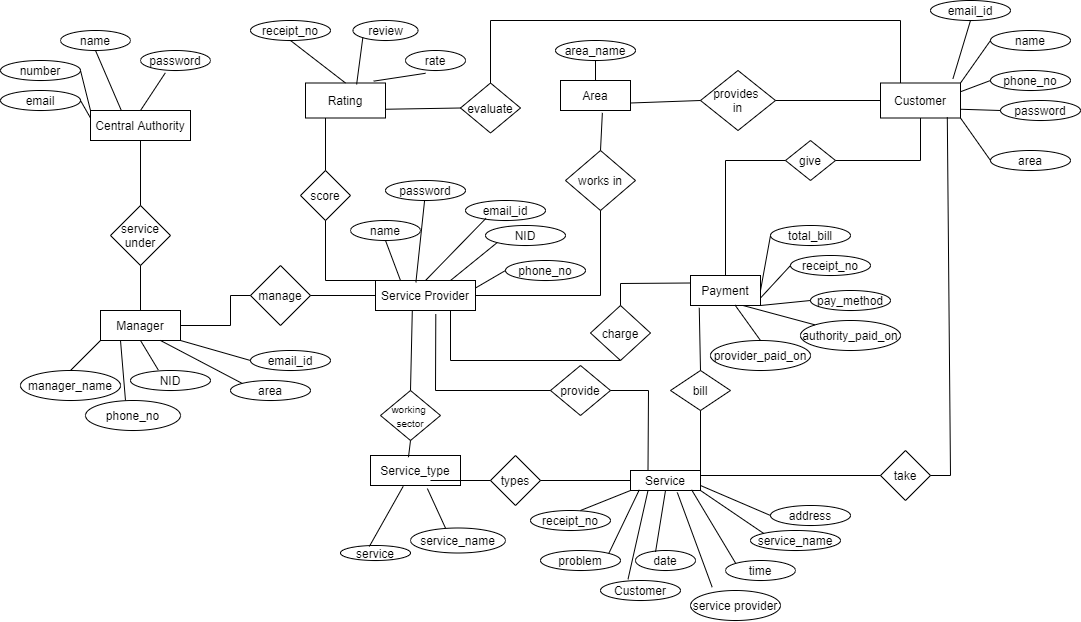 email_id
name
receipt_no
review
name
area_name
rate
password
number
phone_no
email
Rating
Area
provides
in
Customer
evaluate
password
Central Authority
give
area
works in
password
score
email_id
name
NID
total_bill
service
under
receipt_no
phone_no
manage
Service Provider
Payment
pay_method
Manager
charge
authority_paid_on
provider_paid_on
email_id
manager_name
NID
area
provide
bill
phone_no
working
sector
Service_type
types
Service
take
receipt_no
address
service_name
service_name
service
problem
date
time
Customer
service provider